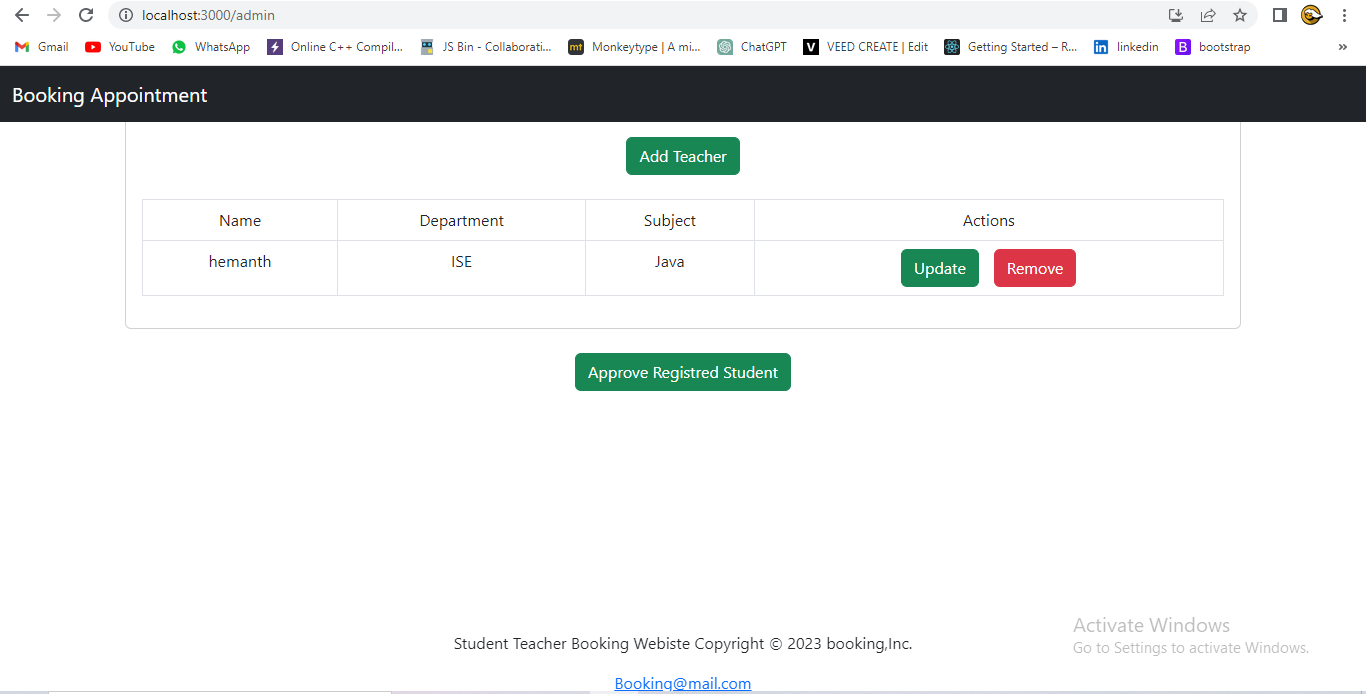 localhost:3000/admin
Gmail YouTube WhatsApp Online C++ Compil... JS Bin - Collaborati... mt Monkeytype | A mi... ChatGPT V VEED CREATE | Edit Getting Started – R... in linkedin B bootstrap »
Booking Appointment
Add Teacher
Name Department Subject Actions
hemanth ISE Java Update Remove
Approve Registred Student
Activate Windows
Go to Settings to activate Windows.
Student Teacher Booking Webiste Copyright © 2023 booking,Inc.
Booking@mail.com